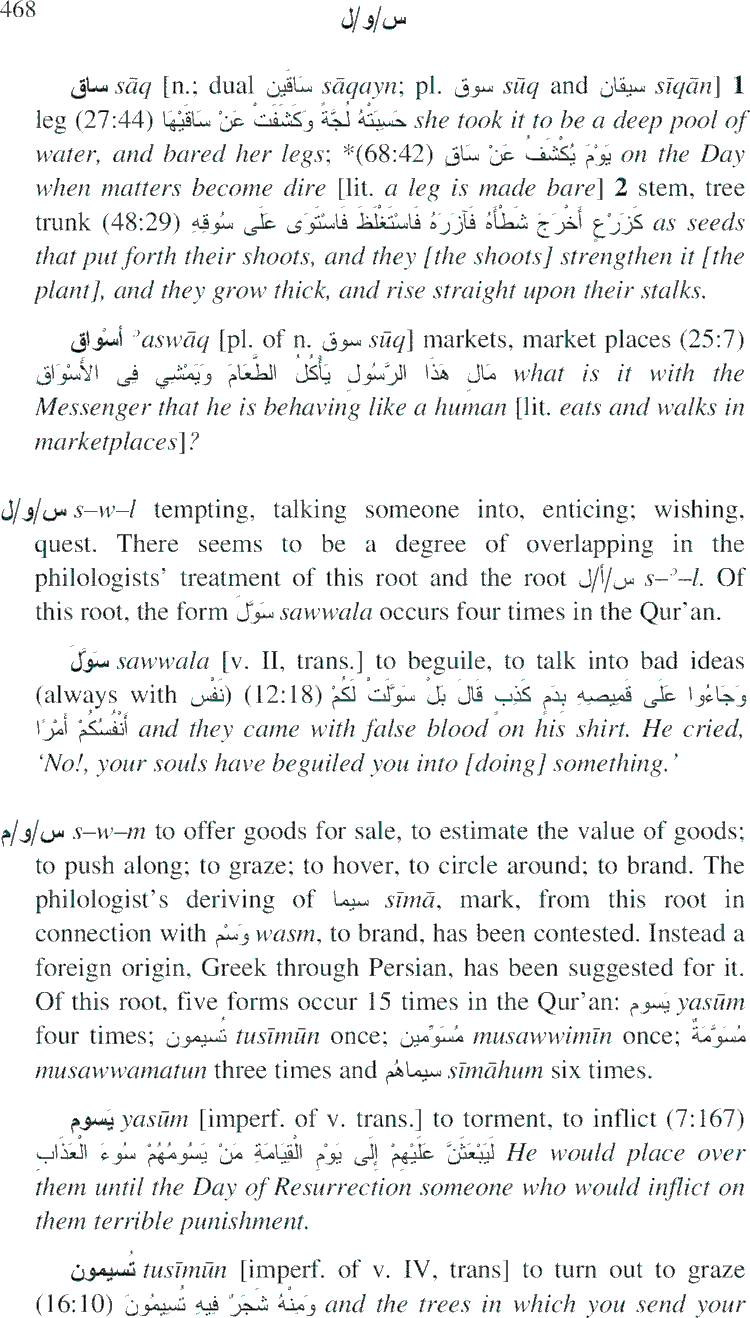 468
س/و/ل
ساق sāq [n.; dual ساقَين sāqayn; pl. سوق sūq and سيقان sīqān] 1
leg (27:44) حَسِبَتْهُ لُجَّةً وَكَشَفَتْ عَنْ سَاقَيْهَا she took it to be a deep pool of
water, and bared her legs; *(68:42) يَوْمَ يُكْشَفُ عَنْ سَاقٍ on the Day
when matters become dire [lit. a leg is made bare] 2 stem, tree
trunk (48:29) كَزَرْعٍ أَخْرَجَ شَطْأَهُ فَآزَرَهُ فَاسْتَغْلَظَ فَاسْتَوَى عَلَى سُوقِهِ as seeds
that put forth their shoots, and they [the shoots] strengthen it [the
plant], and they grow thick, and rise straight upon their stalks.
أسْواق ʾaswāq [pl. of n. سوق sūq] markets, market places (25:7)
مَالِ هَذَا الرَّسُولِ يَأْكُلُ الطَّعَامَ وَيَمْشِي فِى الأَسْوَاقِ what is it with the
Messenger that he is behaving like a human [lit. eats and walks in
marketplaces]?
س/و/ل s–w–l tempting, talking someone into, enticing; wishing,
quest. There seems to be a degree of overlapping in the
philologists’ treatment of this root and the root س/أ/ل s–ʾ–l. Of
this root, the form سَوَّلَ sawwala occurs four times in the Qur’an.
سَوَّلَ sawwala [v. II, trans.] to beguile, to talk into bad ideas
(always with نَفْس) (12:18) وَجَاءُوا عَلَى قَمِيصِهِ بِدَمٍ كَذِبٍ قَالَ بَلْ سَوَّلَتْ لَكُمْ
أَنْفُسُكُمْ أَمْرًا and they came with false blood on his shirt. He cried,
‘No!, your souls have beguiled you into [doing] something.’
س/و/م s–w–m to offer goods for sale, to estimate the value of goods;
to push along; to graze; to hover, to circle around; to brand. The
philologist’s deriving of سيما sīmā, mark, from this root in
connection with وَسْم wasm, to brand, has been contested. Instead a
foreign origin, Greek through Persian, has been suggested for it.
Of this root, five forms occur 15 times in the Qur’an: يَسوم yasūm
four times; تُسيمون tusīmūn once; مُسَوِّمين musawwimīn once; مُسَوَّمَةٌ
musawwamatun three times and سيماهُم sīmāhum six times.
يَسوم yasūm [imperf. of v. trans.] to torment, to inflict (7:167)
لَيَبْعَثَنَّ عَلَيْهِمْ إِلَى يَوْمِ الْقِيَامَةِ مَنْ يَسُومُهُمْ سُوءَ الْعَذَابِ He would place over
them until the Day of Resurrection someone who would inflict on
them terrible punishment.
تُسيمون tusīmūn [imperf. of v. IV, trans] to turn out to graze
(16:10) وَمِنْهُ شَجَرٌ فِيهِ تُسِيمُونَ and the trees in which you send your